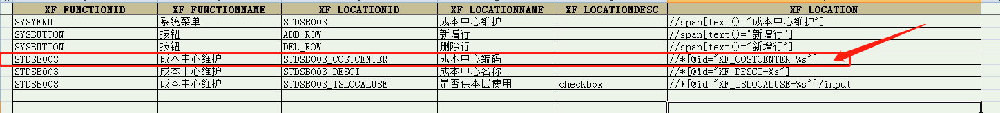 XF_FUNCTIONID XF_FUNCTIONNAME XF_LOCATIONID XF_LOCATIONNAME XF_LOCATIONDESC XF_LOCATION
SYSMENU 系统菜单 STDSB003 成本中心维护 //span[text()="成本中心维护"]
SYSBUTTON 按钮 ADD_ROW 新增行 //span[text()="新增行"]
SYSBUTTON 按钮 DEL_ROW 删除行 //span[text()="新增行"]
STDSB003 成本中心维护 STDSB003_COSTCENTER 成本中心编码 //*[@id="XF_COSTCENTER-%s"]
STDSB003 成本中心维护 STDSB003_DESCI 成本中心名称 //*[@id="XF_DESCI-%s"]
STDSB003 成本中心维护 STDSB003_ISLOCALUSE 是否供本层使用 checkbox //*[@id="XF_ISLOCALUSE-%s"]/input